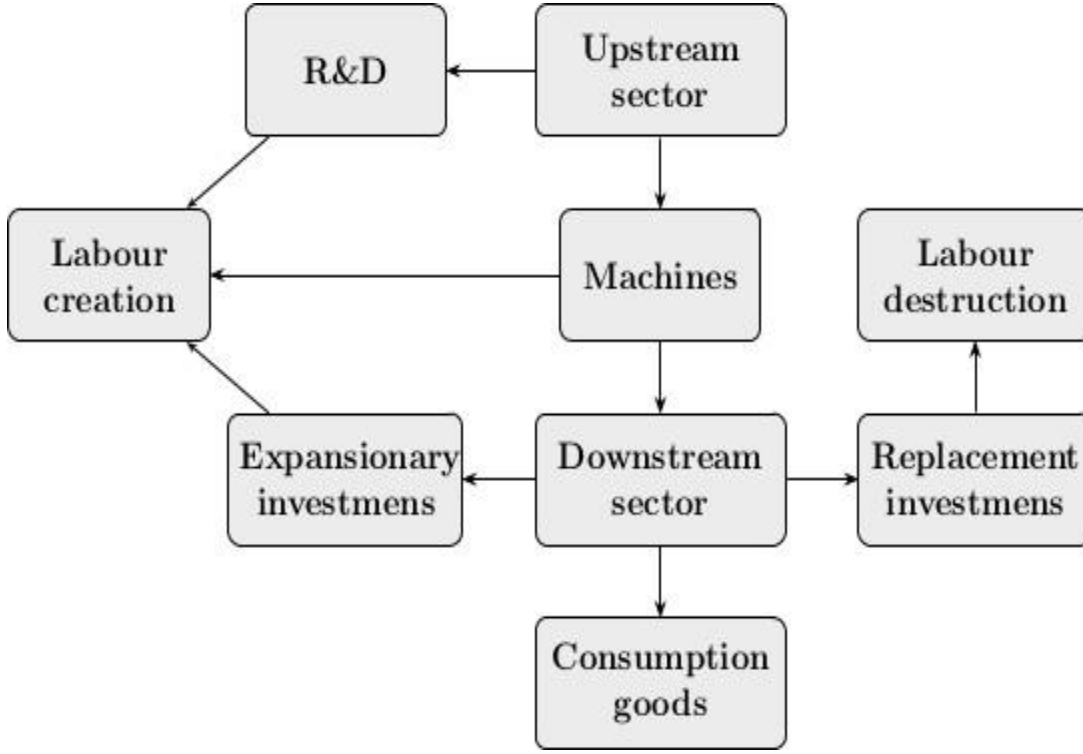 R&D
Upstream
sector
Labour
creation
Machines
Labour
destruction
Expansionary
investmens
Downstream
sector
Replacement
investmens
Consumption
goods